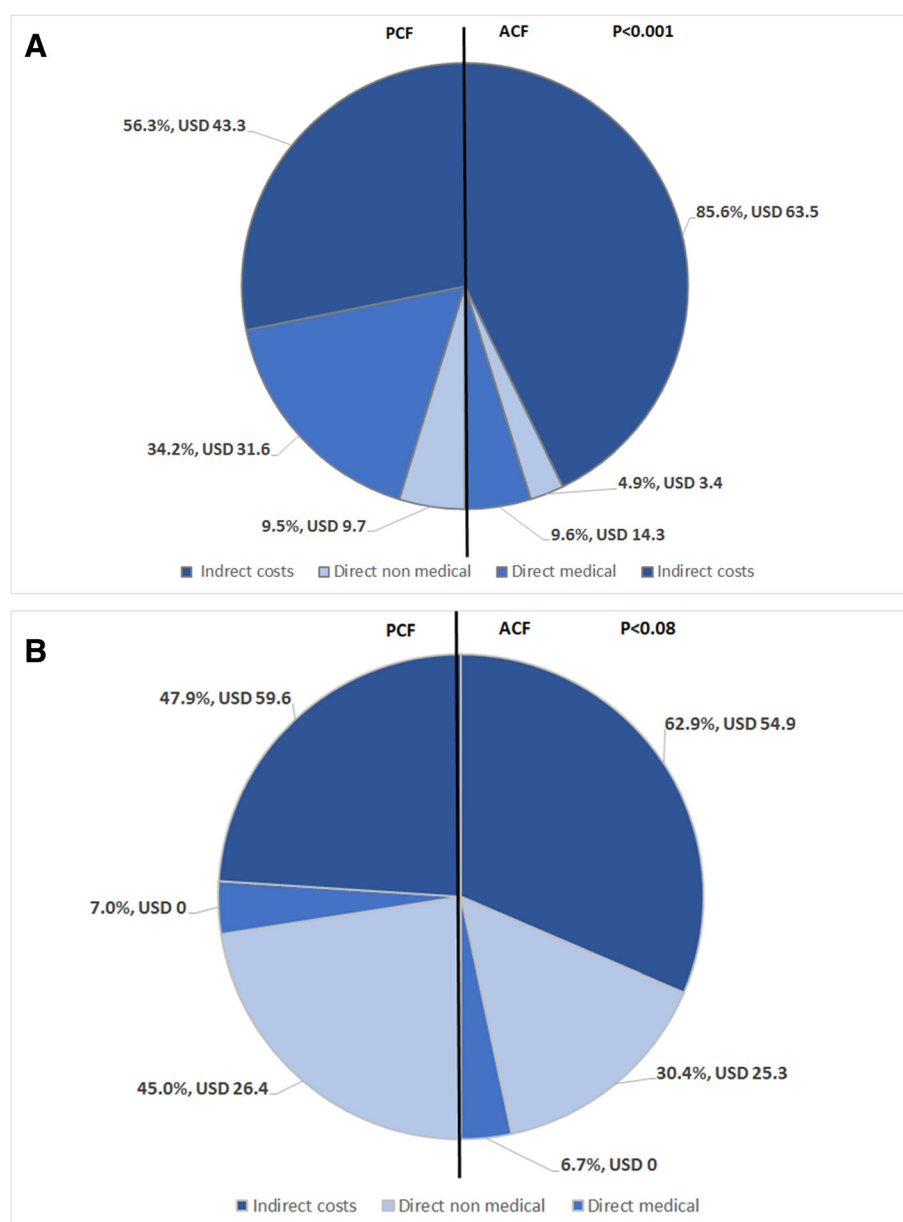 A
PCF ACF P<0.001
56.3%, USD 43.3
85.6%, USD 63.5
34.2%, USD 31.6
4.9%, USD 3.4
9.5%, USD 9.7
9.6%, USD 14.3
Indrect costs Direct non medical Direct medical Indirect costs
B
PCF ACF P<0.08
47.9%, USD 59.6
62.9%, USD 54.9
7.0%, USD 0
30.4%, USD 25.3
45.0%, USD 26.4
6.7%, USD 0
Indirect costs Direct non medical Direct medical